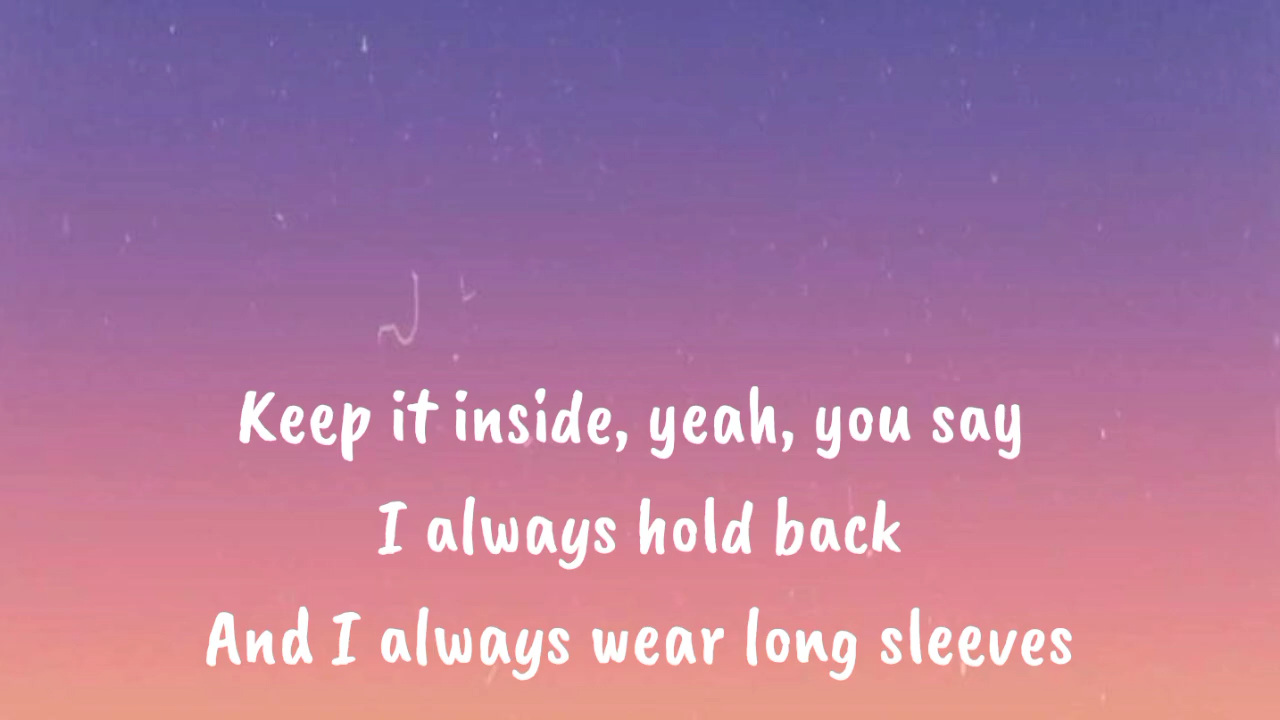 Keep it inside, yeah, you say
I always hold back
And I always wear long sleeves